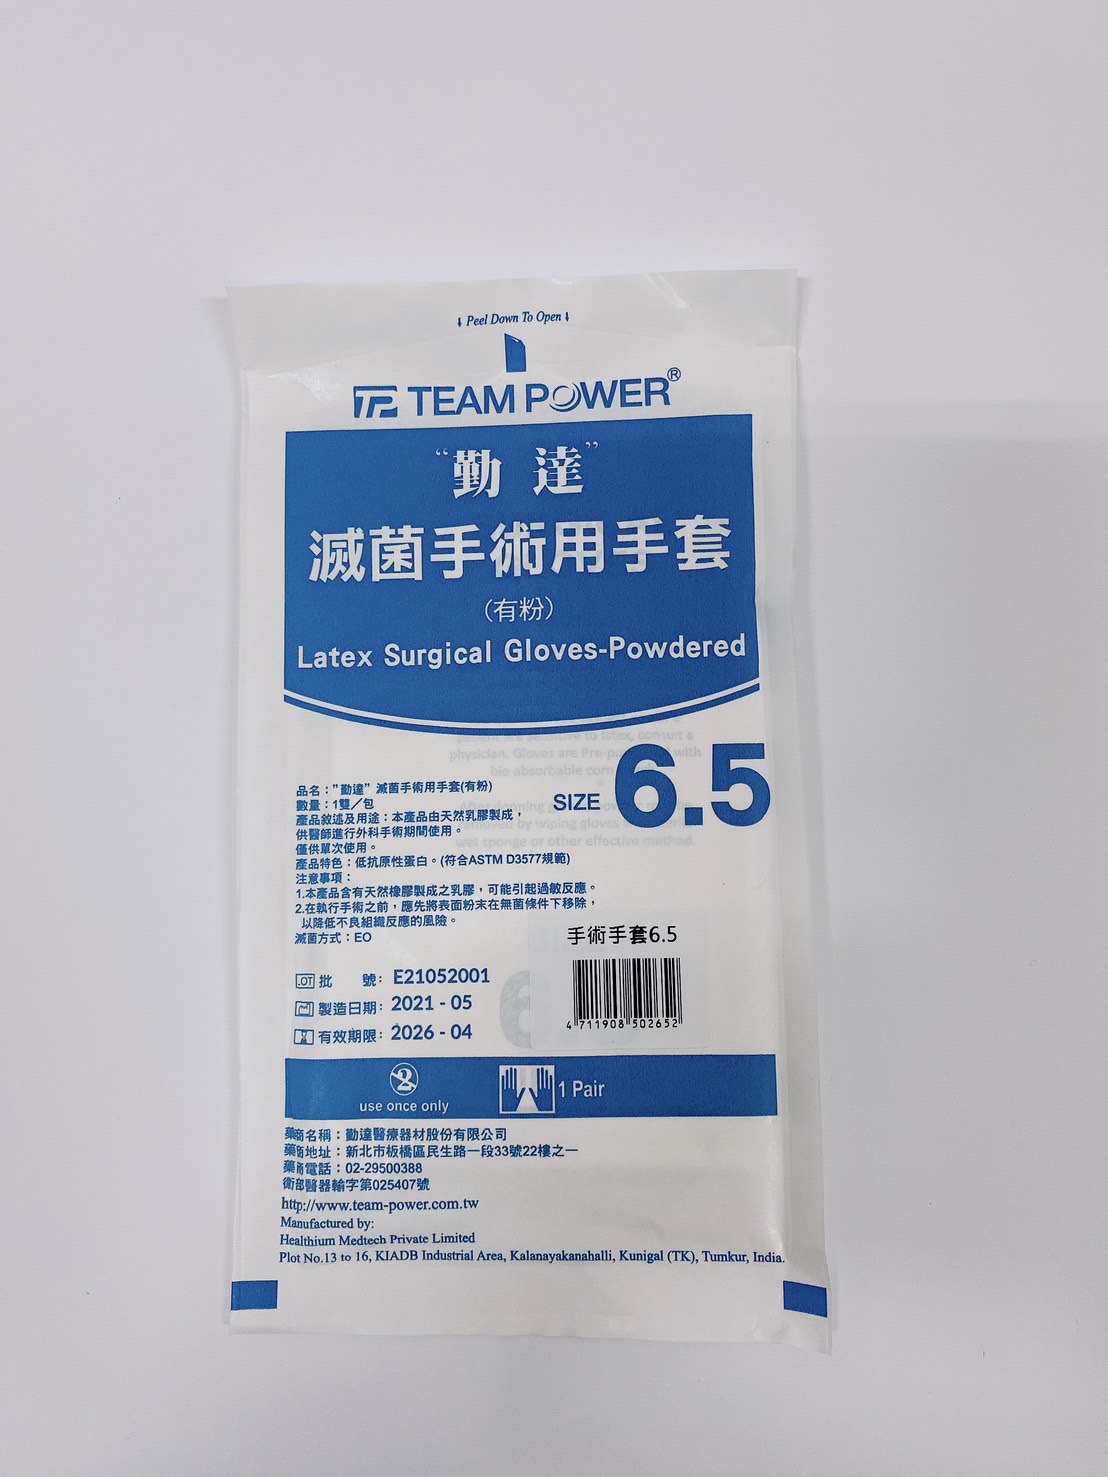 Peel Down To Open
TP TEAM POWER®
“勤達”
滅菌手術用手套
(有粉)
Latex Surgical Gloves-Powdered
SIZE 6.5
品名："勤達" 滅菌手術用手套(有粉)
數量：1雙／包
產品敘述及用途：本產品由天然乳膠製成，
供醫師進行外科手術期間使用。
僅供單次使用。
產品特色：低抗原性蛋白。(符合ASTM D3577規範)
注意事項：
1.本產品含有天然橡膠製成之乳膠，可能引起過敏反應。
2.在執行手術之前，應先將表面粉末在無菌條件下移除，
以降低不良組織反應的風險。
滅菌方式：EO
手術手套6.5
4 711908 502652
LOT 批　號：E21052001
製造日期：2021 - 05
有效期限：2026 - 04
2
use once only
1 Pair
藥商名稱：勤達醫療器材股份有限公司
藥商地址：新北市板橋區民生路一段33號22樓之一
藥商電話：02-29500388
衛部醫器輸字第025407號
http://www.team-power.com.tw
Manufactured by:
Healthium Medtech Private Limited
Plot No.13 to 16, KIADB Industrial Area, Kalanayakanahalli, Kunigal (TK), Tumkur, India.